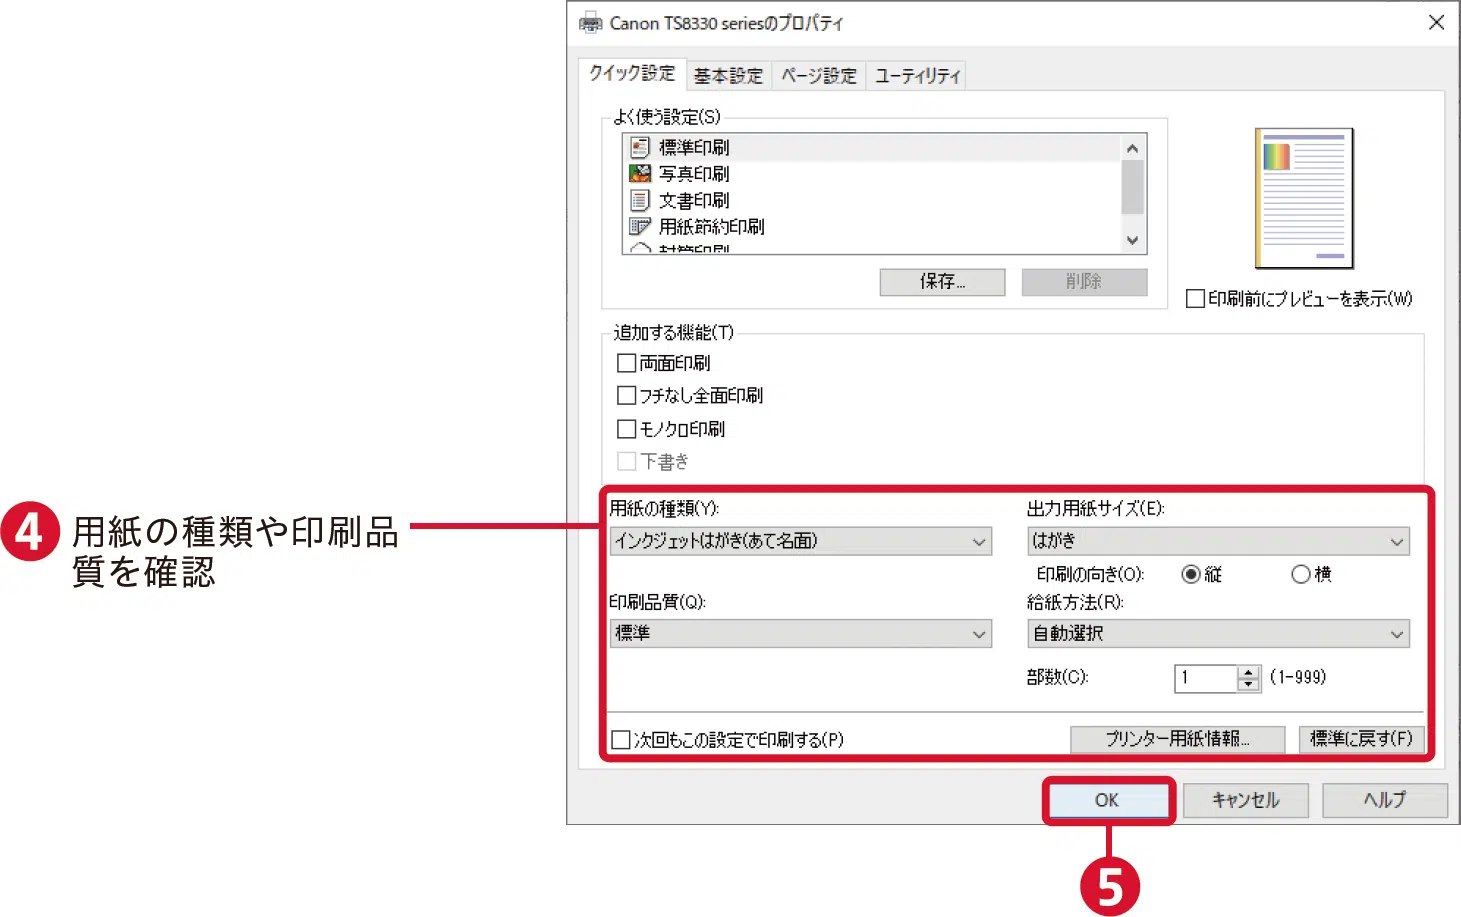 Canon TS8330 seriesのプロパティ
クイック設定 基本設定 ページ設定 ユーティリティ
よく使う設定(S)
標準印刷
写真印刷
文書印刷
用紙節約印刷
封筒印刷
保存... 削除
印刷前にプレビューを表示(W)
追加する機能(T)
両面印刷
フチなし全面印刷
モノクロ印刷
下書き
4 用紙の種類や印刷品
質を確認
用紙の種類(Y):
インクジェットはがき(あて名面)
出力用紙サイズ(E):
はがき
印刷の向き(O): 縦 横
印刷品質(Q):
標準
給紙方法(R):
自動選択
部数(C): 1 (1-999)
次回もこの設定で印刷する(P)
プリンター用紙情報... 標準に戻す(F)
OK キャンセル ヘルプ
5